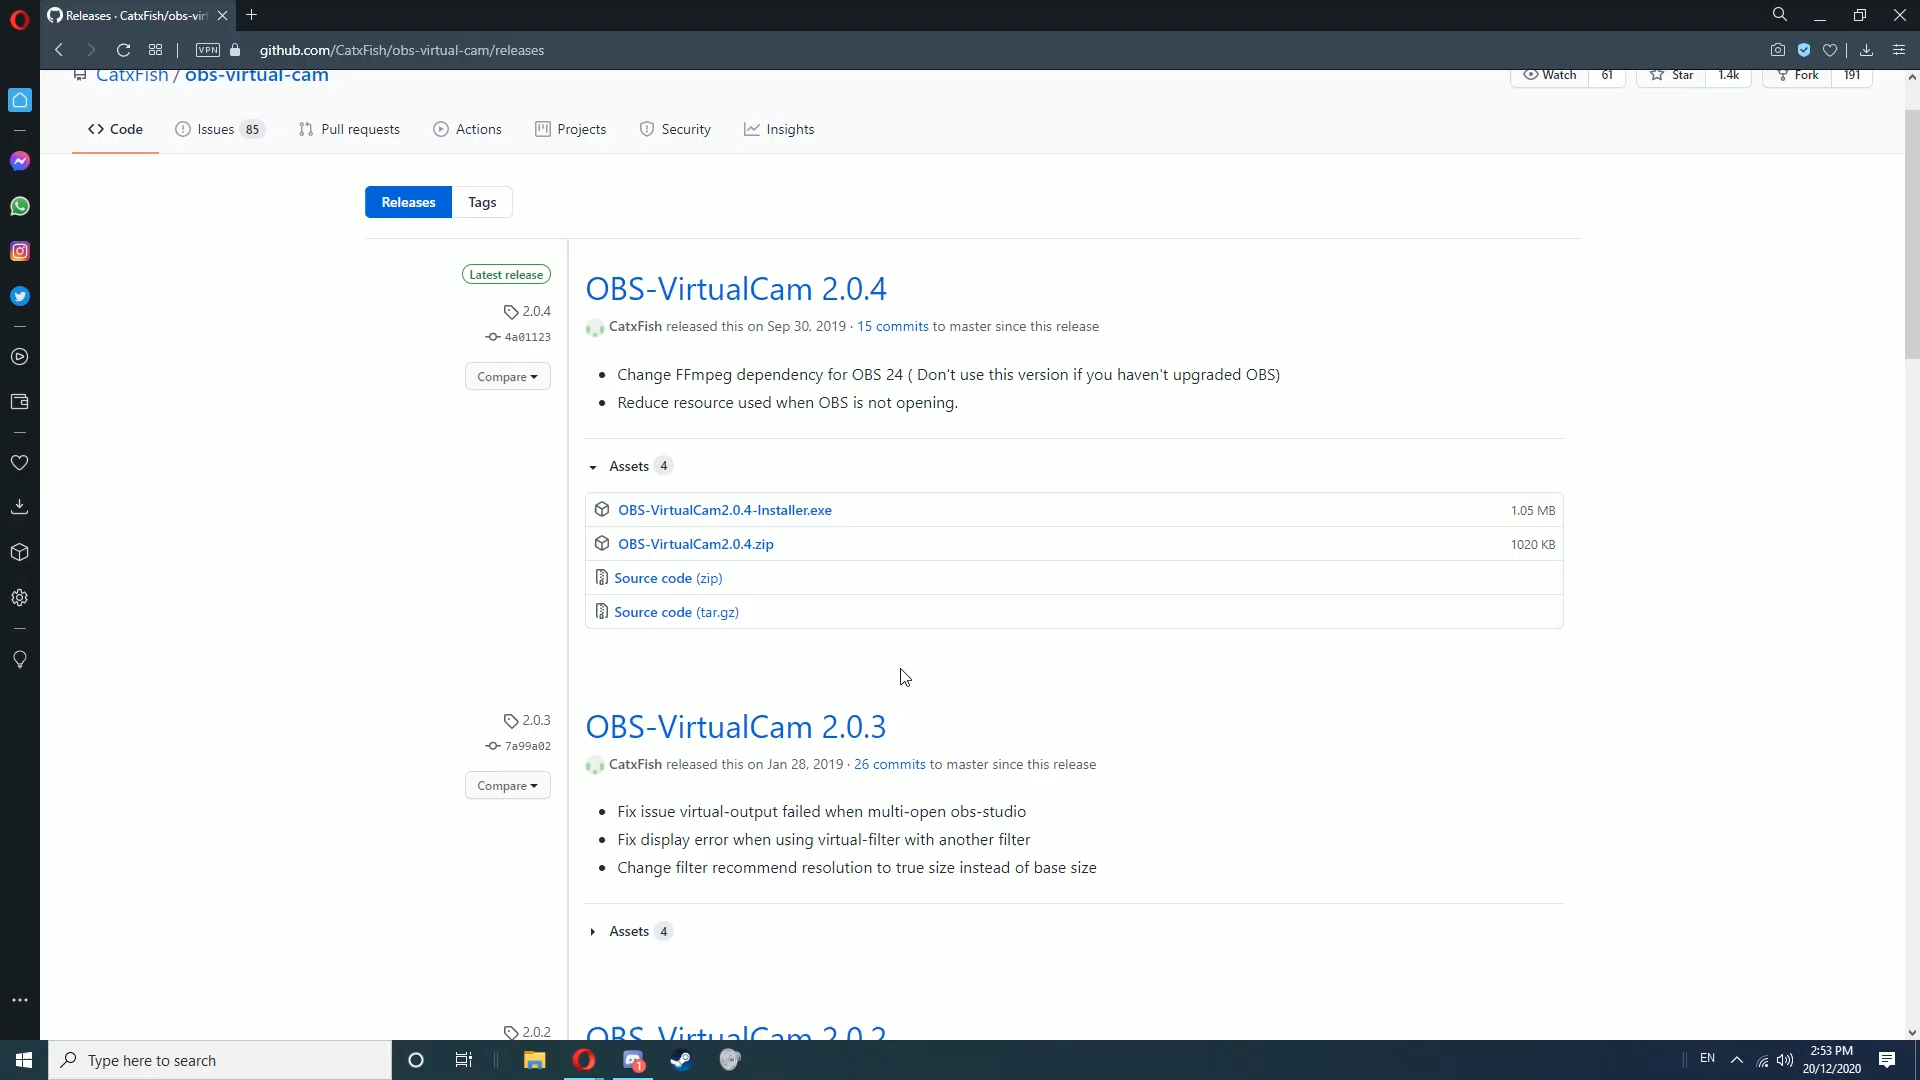 Releases · CatxFish/obs-virt
VPN
github.com/CatxFish/obs-virtual-cam/releases
CatxFish / obs-virtual-cam
Watch 61
Star 1.4k
Fork 191
Code
Issues 85
Pull requests
Actions
Projects
Security
Insights
Releases
Tags
Latest release
2.0.4
4a01123
Compare
OBS-VirtualCam 2.0.4
CatxFish released this on Sep 30, 2019 · 15 commits to master since this release
Change FFmpeg dependency for OBS 24 ( Don't use this version if you haven't upgraded OBS)
Reduce resource used when OBS is not opening.
Assets 4
OBS-VirtualCam2.0.4-Installer.exe 1.05 MB
OBS-VirtualCam2.0.4.zip 1020 KB
Source code (zip)
Source code (tar.gz)
2.0.3
7a99a02
Compare
OBS-VirtualCam 2.0.3
CatxFish released this on Jan 28, 2019 · 26 commits to master since this release
Fix issue virtual-output failed when multi-open obs-studio
Fix display error when using virtual-filter with another filter
Change filter recommend resolution to true size instead of base size
Assets 4
2.0.2
OBS-VirtualCam 2.0.2
Type here to search
1
EN
2:53 PM
20/12/2020